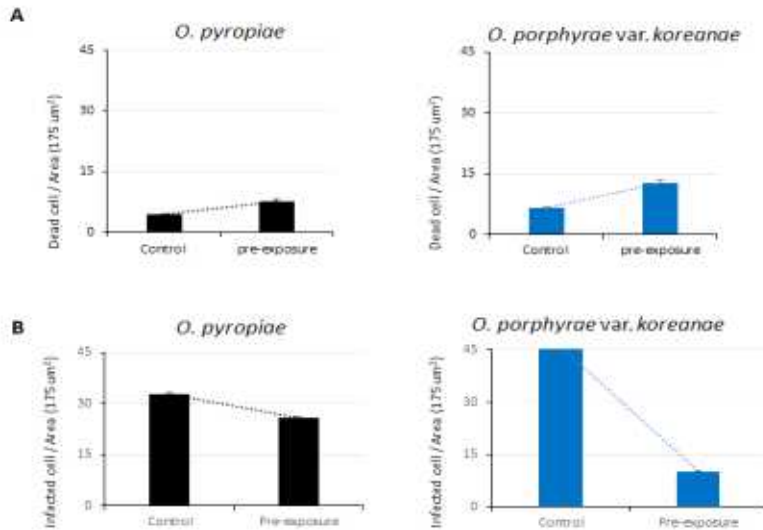 A
O. pyropiae
O. porphyrae var. koreanae
Dead cell / Area (175 um²)
45
30
15
0
Control
pre-exposure
Dead cell / Area (175 um²)
45
30
15
0
Control
pre-exposure
B
O. pyropiae
O. porphyrae var. koreanae
Infected cell / Area (175 um²)
45
30
15
0
Control
Pre-exposure
Infected cell / Area (175 um²)
45
30
15
0
Control
Pre-exposure